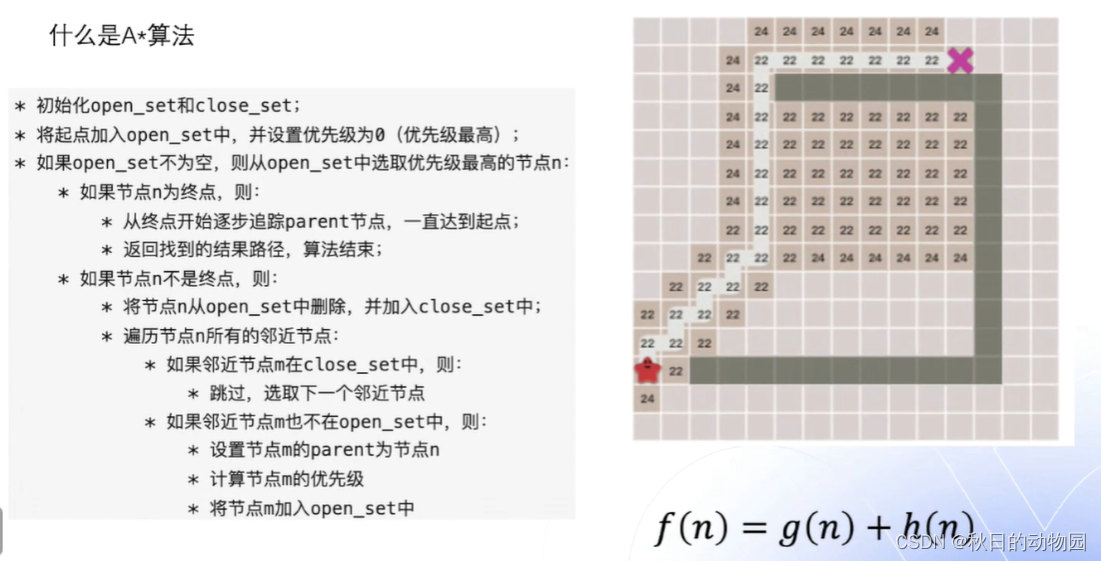 什么是A*算法
* 初始化open_set和close_set；
* 将起点加入open_set中，并设置优先级为0（优先级最高）；
* 如果open_set不为空，则从open_set中选取优先级最高的节点n：
* 如果节点n为终点，则：
* 从终点开始逐步追踪parent节点，一直达到起点；
* 返回找到的结果路径，算法结束；
* 如果节点n不是终点，则：
* 将节点n从open_set中删除，并加入close_set中；
* 遍历节点n所有的邻近节点：
* 如果邻近节点m在close_set中，则：
* 跳过，选取下一个邻近节点
* 如果邻近节点m也不在open_set中，则：
* 设置节点m的parent为节点n
* 计算节点m的优先级
* 将节点m加入open_set中
24 24 24 24 24 24 24
24 22 22 22 22 22 22 22
24 22
24 22 22 22 22 22 22 22 22
24 22 22 22 22 22 22 22 22
24 22 22 22 22 22 22 22 22
24 22 22 22 22 22 22 22 22
22 22 22 22 22 22 22 22 22
22 22 22 22 24 24 24 24 24 24
22 22 22 22
22 22 22 22
22 22 22
22
24
f(n) = g(n) + h(n)
CSDN @秋日的动物园